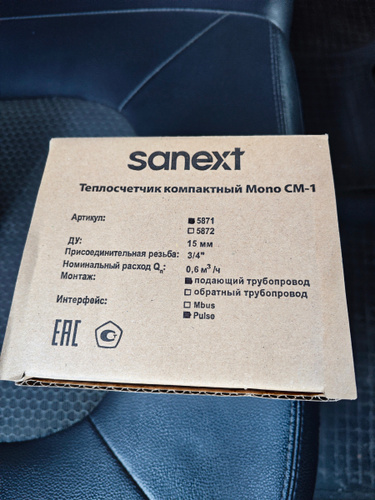 sanext
Теплосчетчик компактный Mono СМ-1
Артикул: 5871
5872
ДУ: 15 мм
Присоединительная резьба: 3/4"
Номинальный расход Qn: 0,6 м³/ч
Монтаж: подающий трубопровод
обратный трубопровод
Интерфейс: Mbus
Pulse
EAC